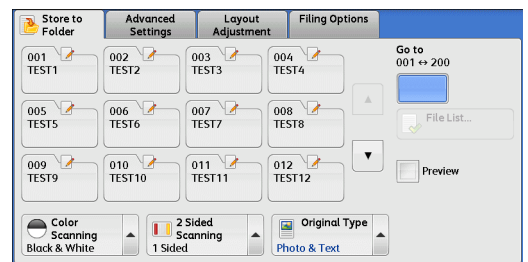 Store to
Folder
Advanced
Settings
Layout
Adjustment
Filing Options
001
TEST1
002
TEST2
003
TEST3
004
TEST4
005
TEST5
006
TEST6
007
TEST7
008
TEST8
009
TEST9
010
TEST10
011
TEST11
012
TEST12
Go to
001 ↔ 200
File List...
Preview
Color
Scanning
Black & White
2 Sided
Scanning
1 Sided
Original Type
Photo & Text